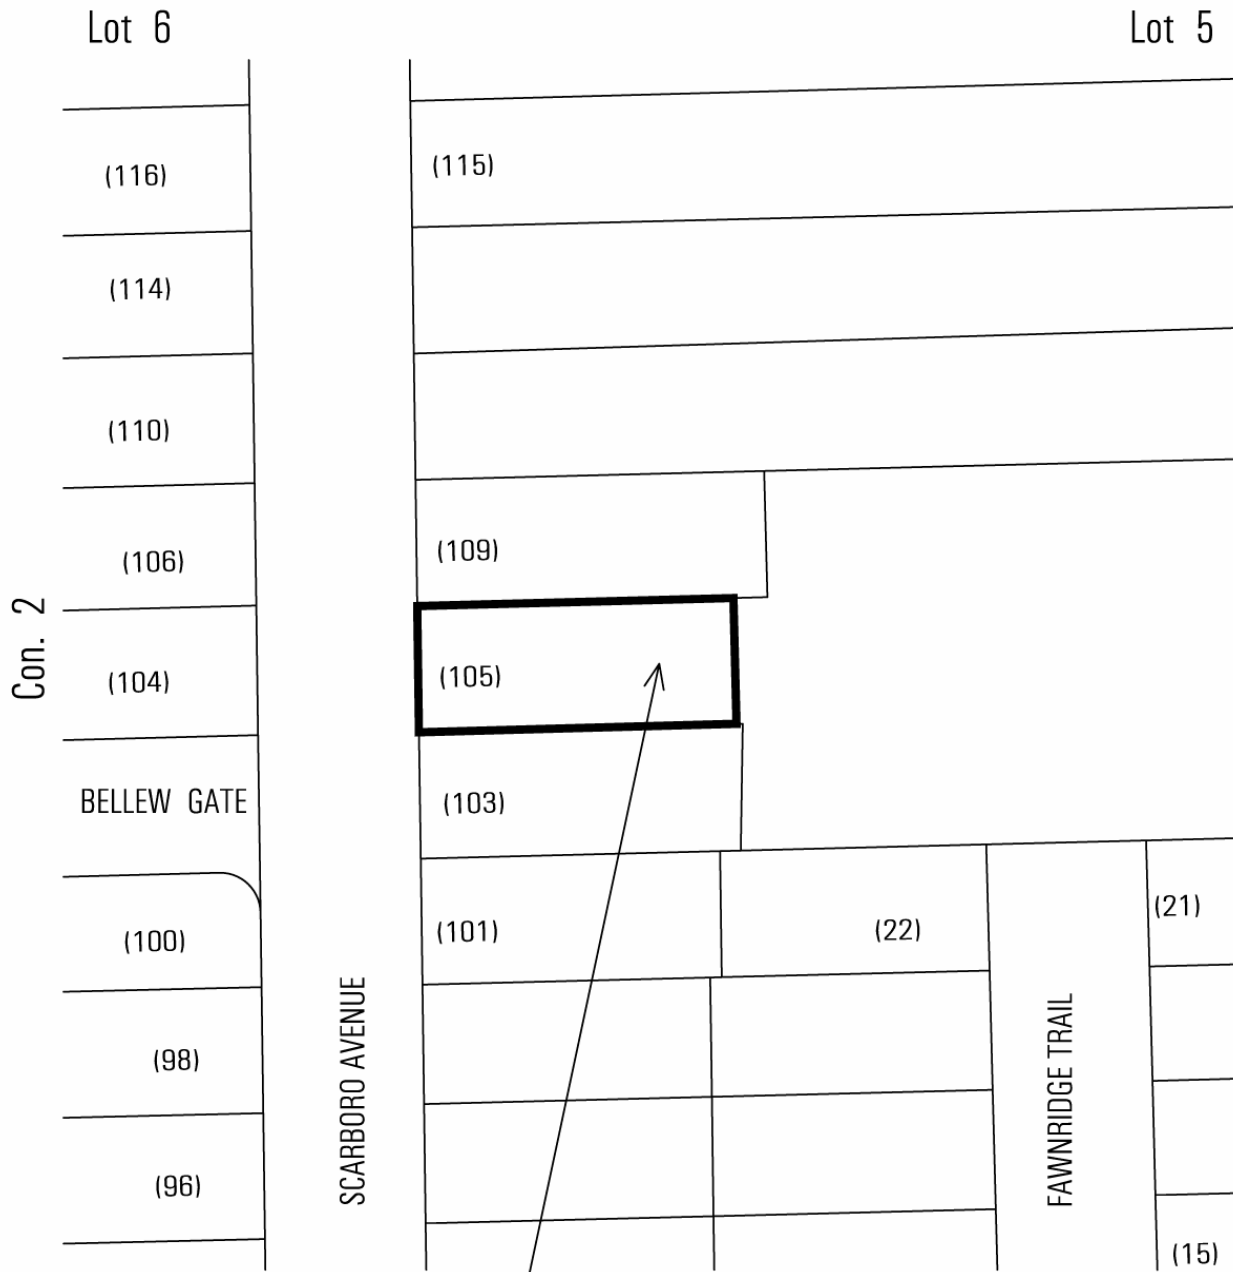 Lot 6
Lot 5
(116)
(115)
(114)
(110)
(109)
(106)
Con. 2
(104)
(105)
BELLEW GATE
(103)
(100)
(101)
(22)
(21)
SCARBORO AVENUE
FAWNRIDGE TRAIL
(98)
(96)
(15)